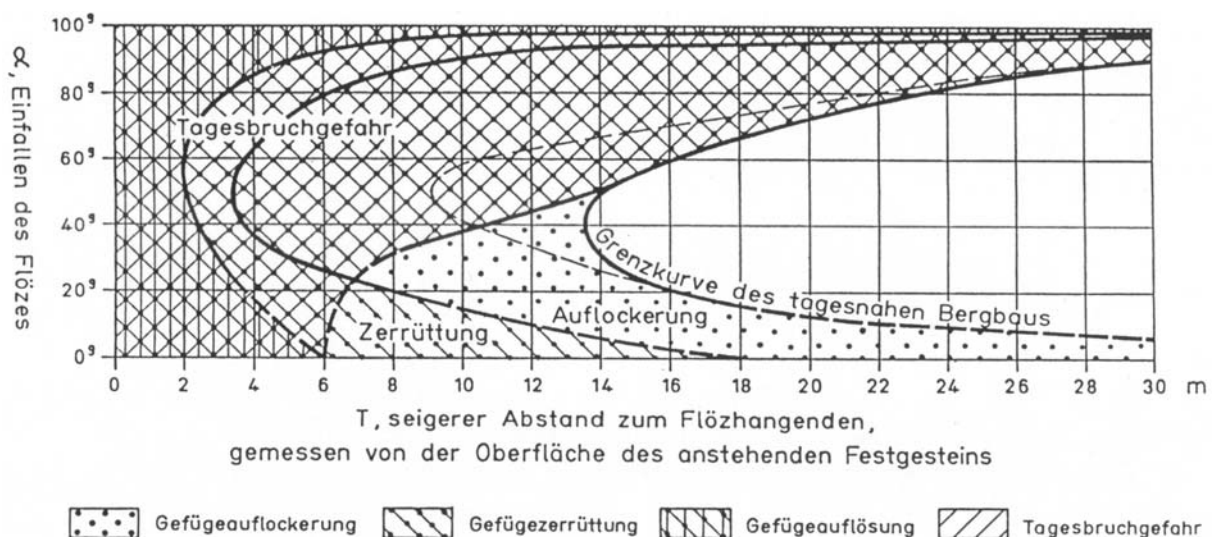 α, Einfallen des Flözes
100ᵍ
80ᵍ
60ᵍ
40ᵍ
20ᵍ
0ᵍ
Tagesbruchgefahr
Zerrüttung
Auflockerung
Grenzkurve des tagesnahen Bergbaus
0 2 4 6 8 10 12 14 16 18 20 22 24 26 28 30 m
T, seigerer Abstand zum Flözhangenden,
gemessen von der Oberfläche des anstehenden Festgesteins
Gefügeauflockerung Gefügezerrüttung Gefügeauflösung Tagesbruchgefahr